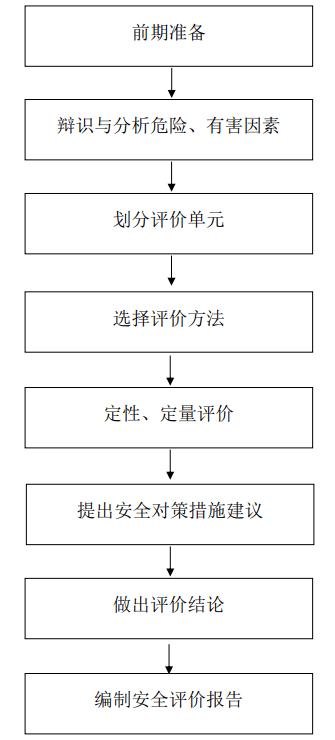 前期准备
辩识与分析危险、有害因素
划分评价单元
选择评价方法
定性、定量评价
提出安全对策措施建议
做出评价结论
编制安全评价报告